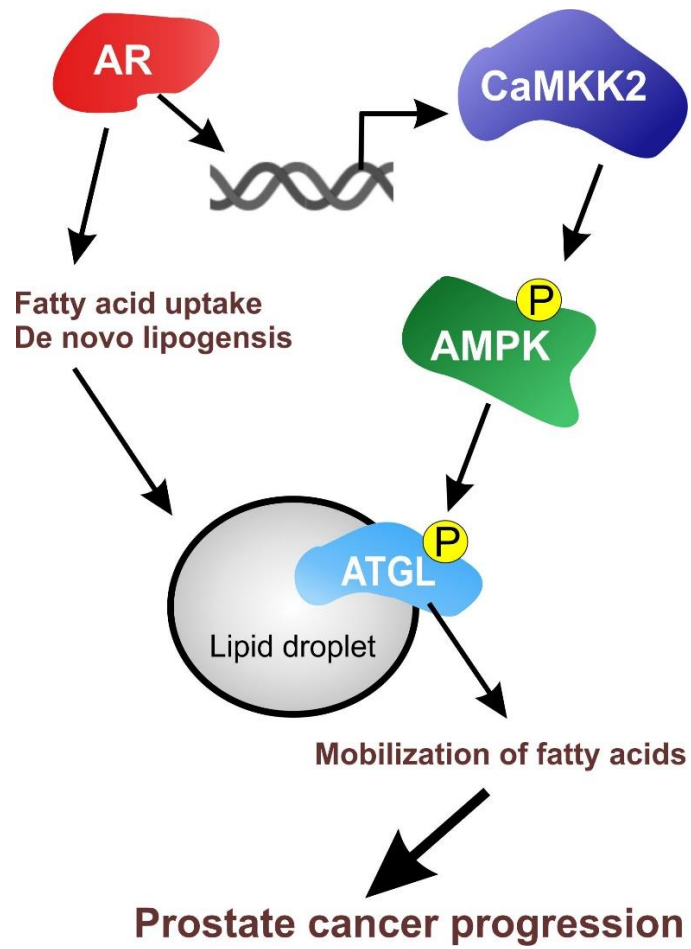 AR
CaMKK2
Fatty acid uptake
De novo lipogensis
P
AMPK
P
ATGL
Lipid droplet
Mobilization of fatty acids
Prostate cancer progression